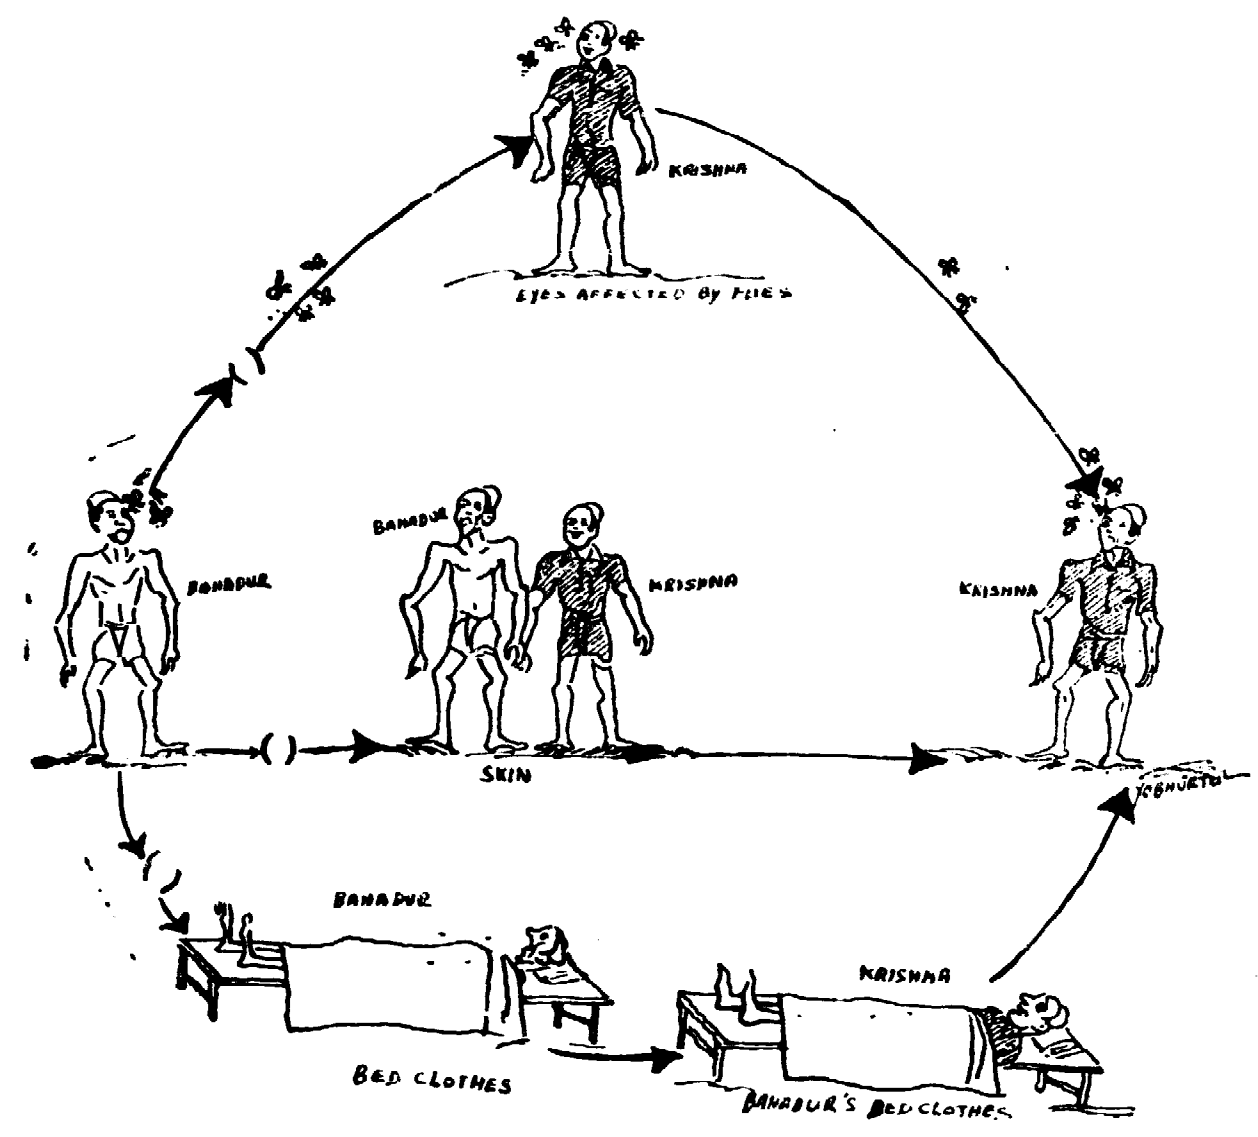 KRISHNA
EYES AFFECTED BY FLIES
BAHADUR
BAHADUR
KRISHNA
KRISHNA
SKIN
BAHADUR
KRISHNA
BED CLOTHES
BAHADUR'S BED CLOTHES